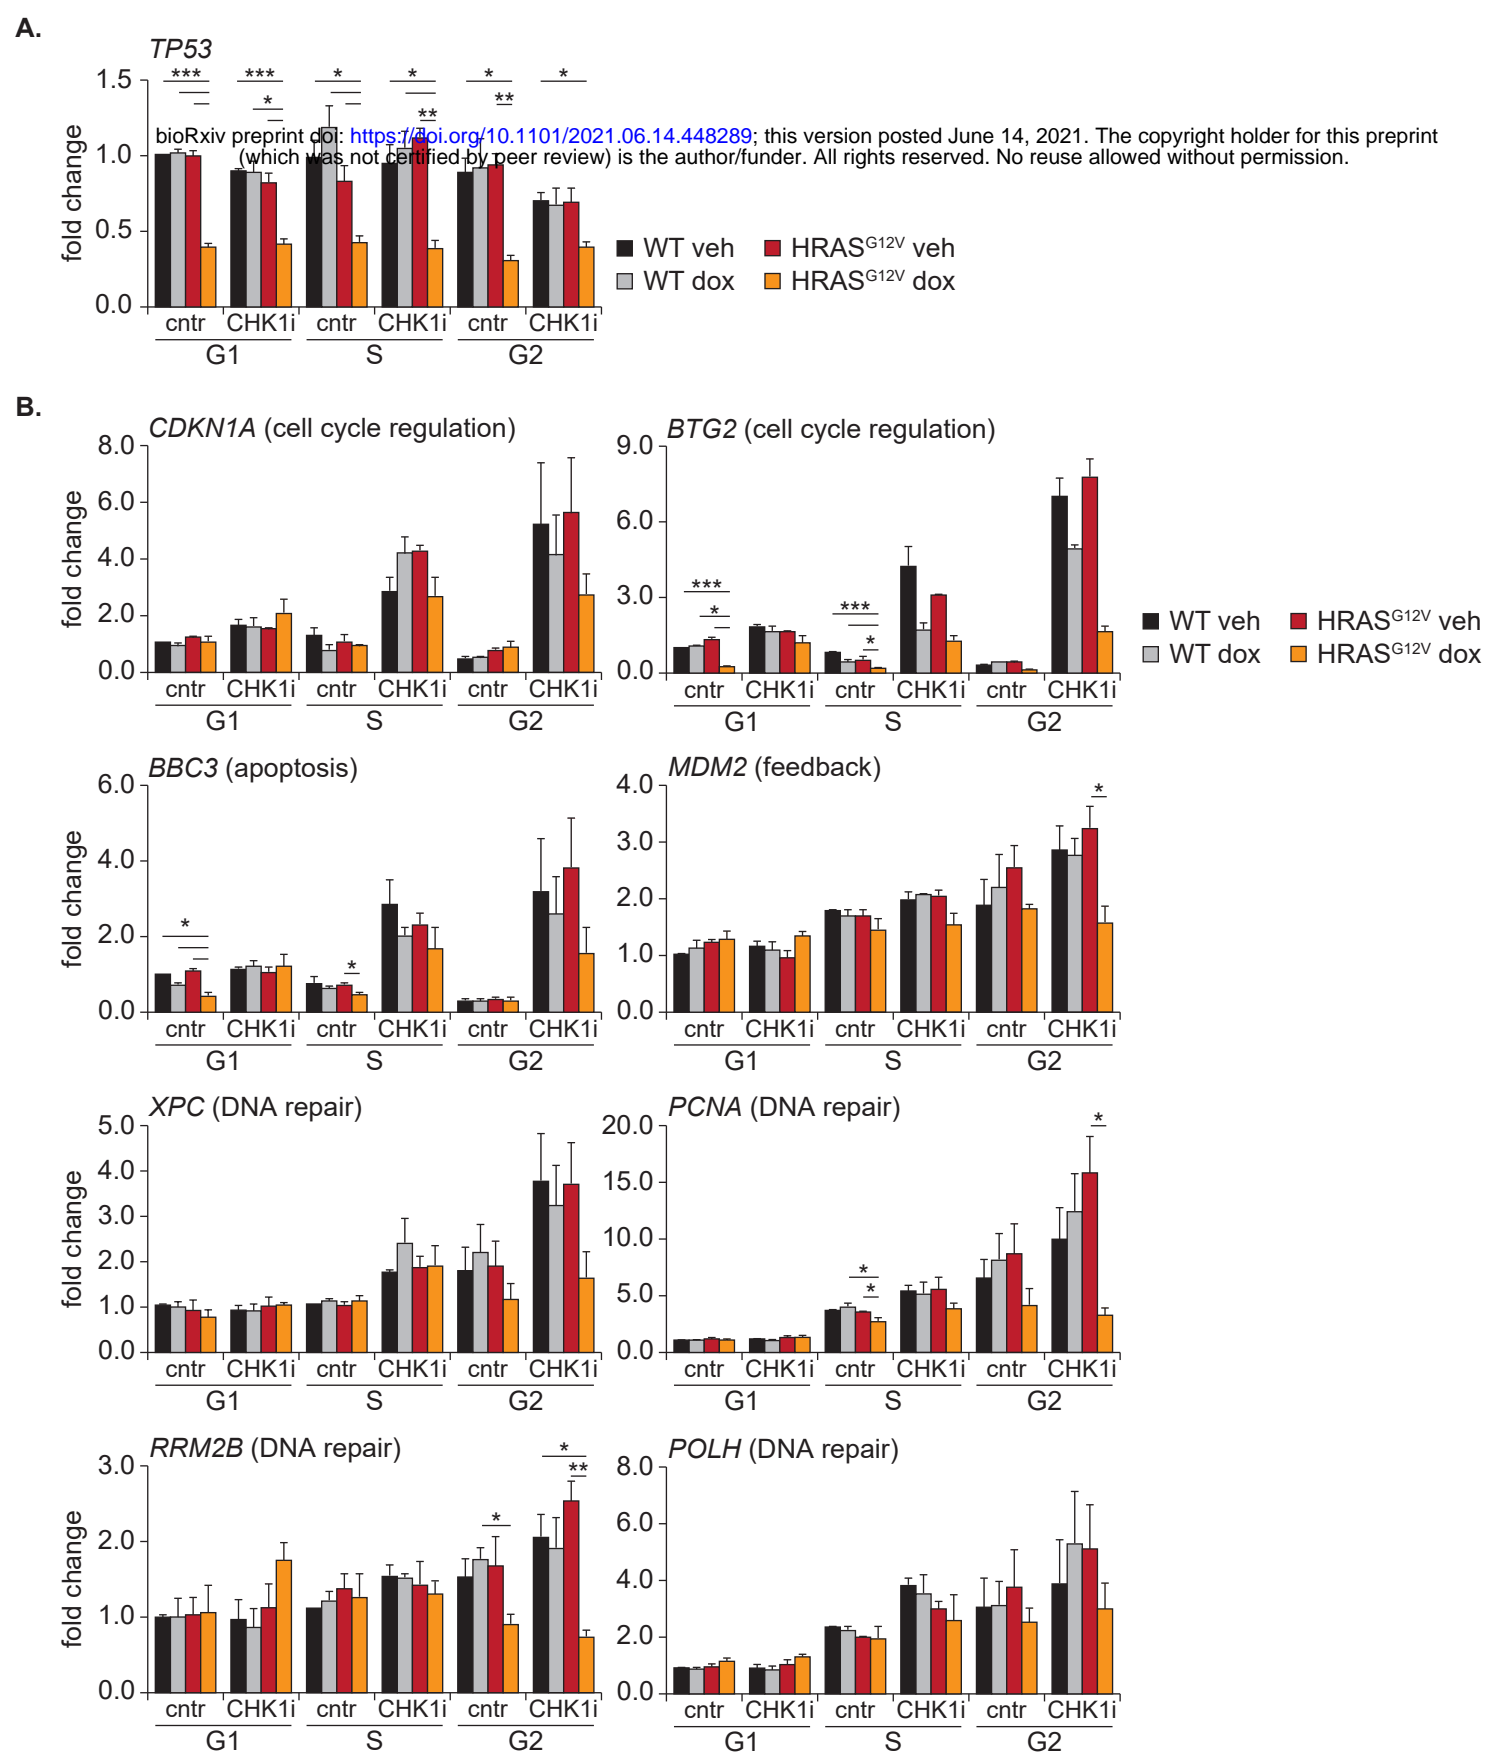 A.
TP53
1.5
1.0
0.5
0.0
fold change
*** *** * * * *
* ** **
bioRxiv preprint doi: https://doi.org/10.1101/2021.06.14.448289; this version posted June 14, 2021. The copyright holder for this preprint
(which was not certified by peer review) is the author/funder. All rights reserved. No reuse allowed without permission.
WT veh HRASG12V veh
WT dox HRASG12V dox
cntr CHK1i cntr CHK1i cntr CHK1i
G1 S G2
B.
CDKN1A (cell cycle regulation)
8.0
6.0
4.0
2.0
0.0
fold change
cntr CHK1i cntr CHK1i cntr CHK1i
G1 S G2
BTG2 (cell cycle regulation)
9.0
6.0
3.0
0.0
*** ***
* *
cntr CHK1i cntr CHK1i cntr CHK1i
G1 S G2
WT veh HRASG12V veh
WT dox HRASG12V dox
BBC3 (apoptosis)
6.0
4.0
2.0
0.0
fold change
* *
cntr CHK1i cntr CHK1i cntr CHK1i
G1 S G2
MDM2 (feedback)
4.0
3.0
2.0
1.0
0.0
*
cntr CHK1i cntr CHK1i cntr CHK1i
G1 S G2
XPC (DNA repair)
5.0
4.0
3.0
2.0
1.0
0.0
fold change
cntr CHK1i cntr CHK1i cntr CHK1i
G1 S G2
PCNA (DNA repair)
20.0
15.0
10.0
5.0
0.0
* * *
cntr CHK1i cntr CHK1i cntr CHK1i
G1 S G2
RRM2B (DNA repair)
3.0
2.0
1.0
0.0
fold change
* * **
cntr CHK1i cntr CHK1i cntr CHK1i
G1 S G2
POLH (DNA repair)
8.0
6.0
4.0
2.0
0.0
cntr CHK1i cntr CHK1i cntr CHK1i
G1 S G2